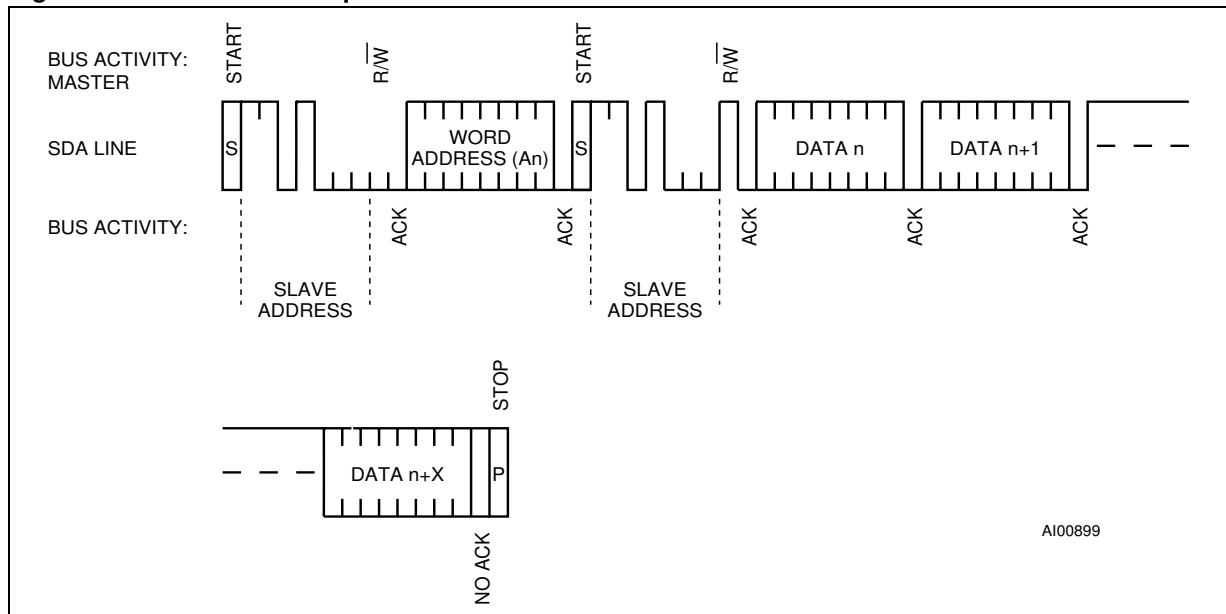 BUS ACTIVITY:
MASTER
START
R/W
START
R/W
SDA LINE
S
WORD
ADDRESS (An)
S
DATA n
DATA n+1
BUS ACTIVITY:
ACK
ACK
ACK
ACK
ACK
SLAVE
ADDRESS
SLAVE
ADDRESS
STOP
DATA n+X
P
NO ACK
AI00899